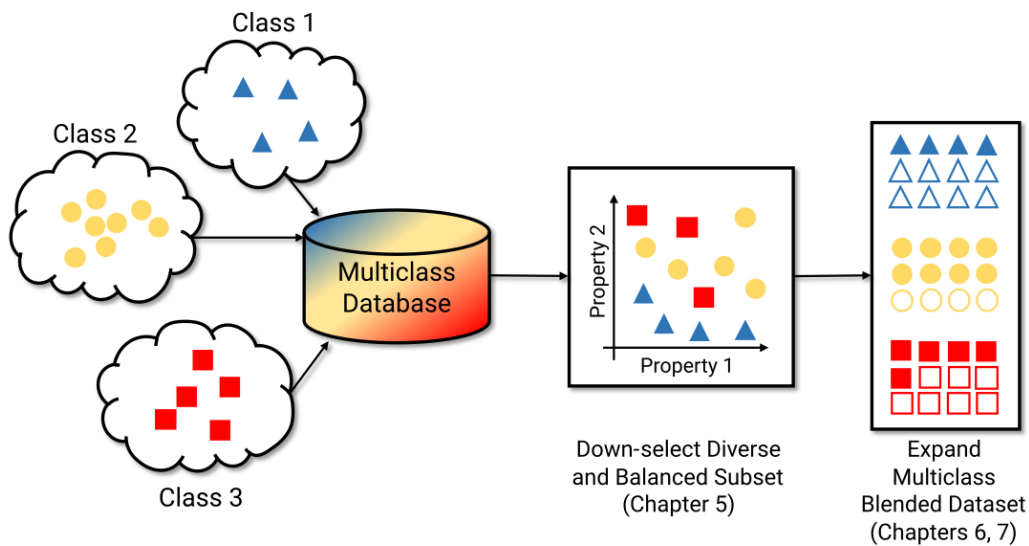 Class 1
Class 2
Class 3
Multiclass
Database
Property 2
Property 1
Down-select Diverse
and Balanced Subset
(Chapter 5)
Expand
Multiclass
Blended Dataset
(Chapters 6, 7)